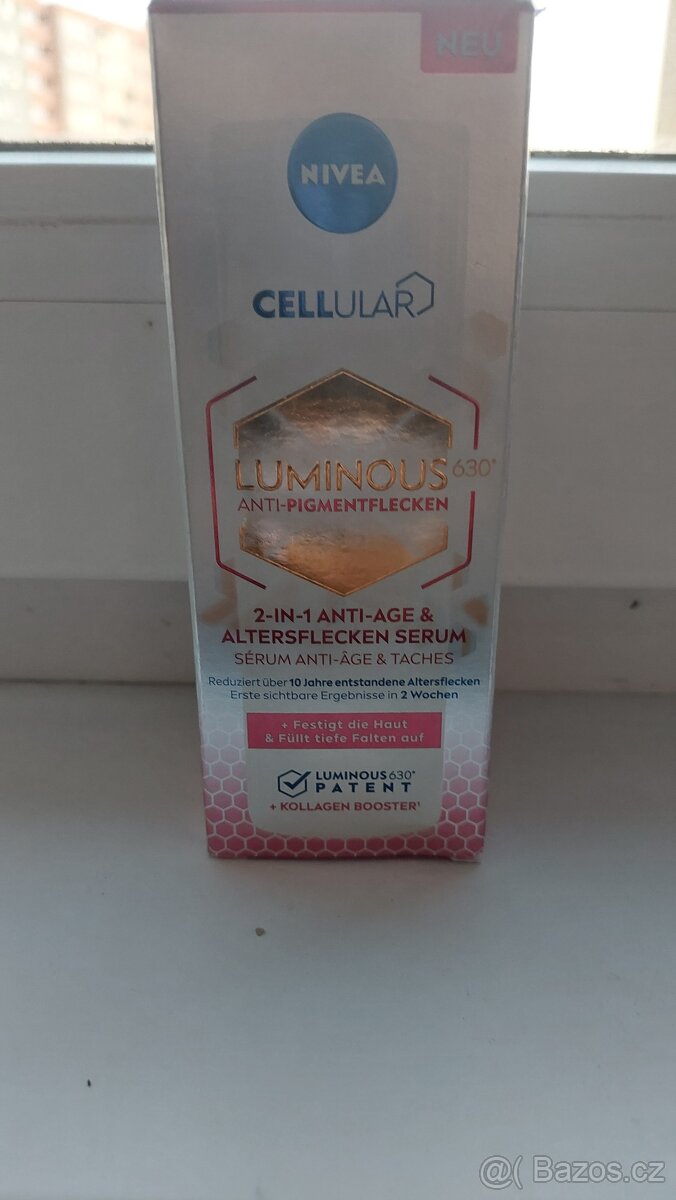 NEU
NIVEA
CELLULAR
LUMINOUS 630®
ANTI-PIGMENTFLECKEN
2-IN-1 ANTI-AGE &
ALTERSFLECKEN SERUM
SÉRUM ANTI-ÂGE & TACHES
Reduziert über 10 Jahre entstandene Altersflecken
Erste sichtbare Ergebnisse in 2 Wochen
+ Festigt die Haut
& Füllt tiefe Falten auf
LUMINOUS630®
PATENT
+ KOLLAGEN BOOSTER¹
@( Bazos.cz